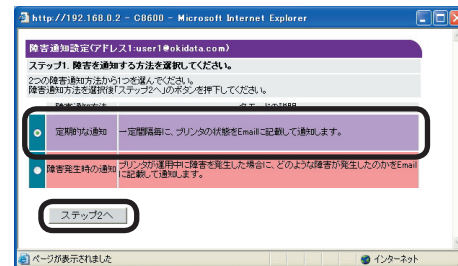 http://192.168.0.2 - C8600 - Microsoft Internet Explorer
障害通知設定(アドレス1:user1@okidata.com)
ステップ1. 障害を通知する方法を選択してください。
2つの障害通知方法から1つを選んでください。
障害通知方法を選択後「ステップ2へ」のボタンを押下してください。
定期的な通知 一定間隔毎に、プリンタの状態をEmailに記載して通知します。
障害発生時の通知 プリンタが運用中に障害を発生した場合に、どのような障害が発生したのかをEmail
に記載して通知します。
ステップ2へ
ページが表示されました インターネット